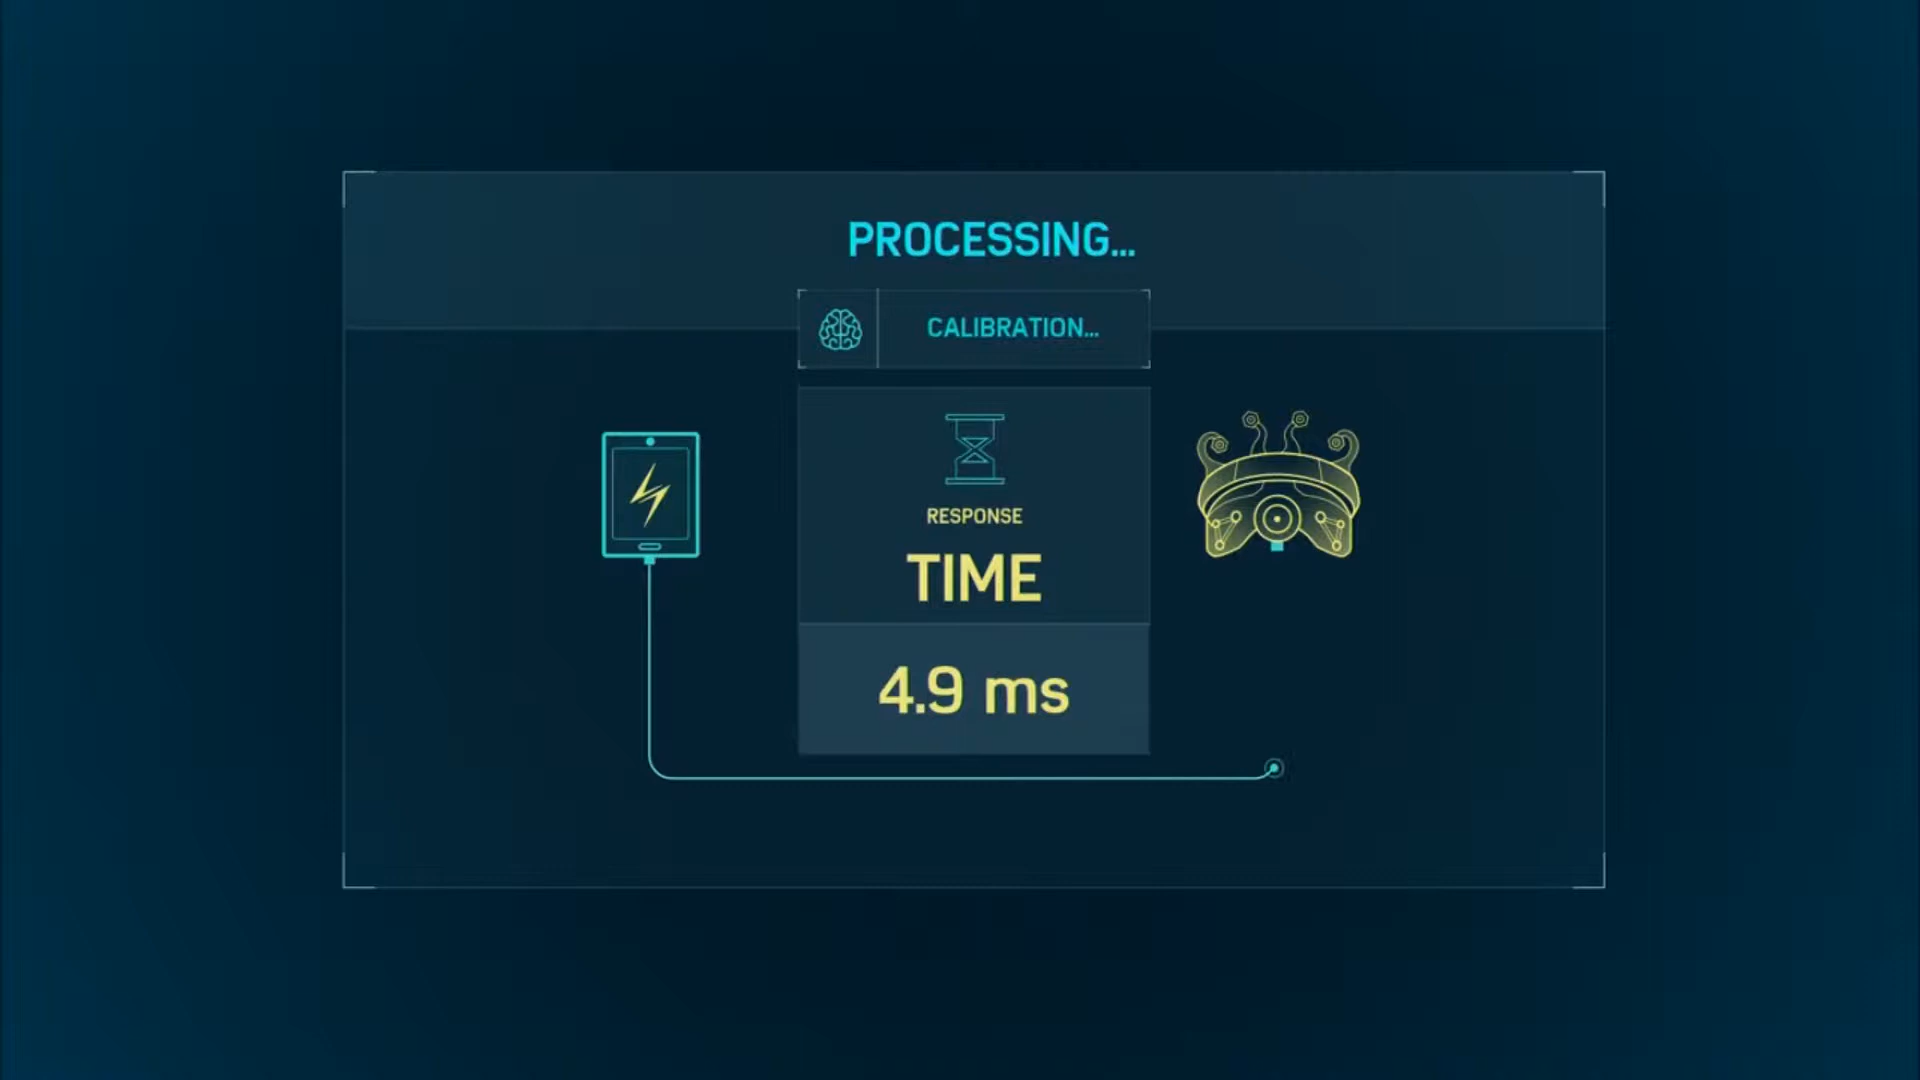 PROCESSING...
CALIBRATION...
RESPONSE
TIME
4.9 ms